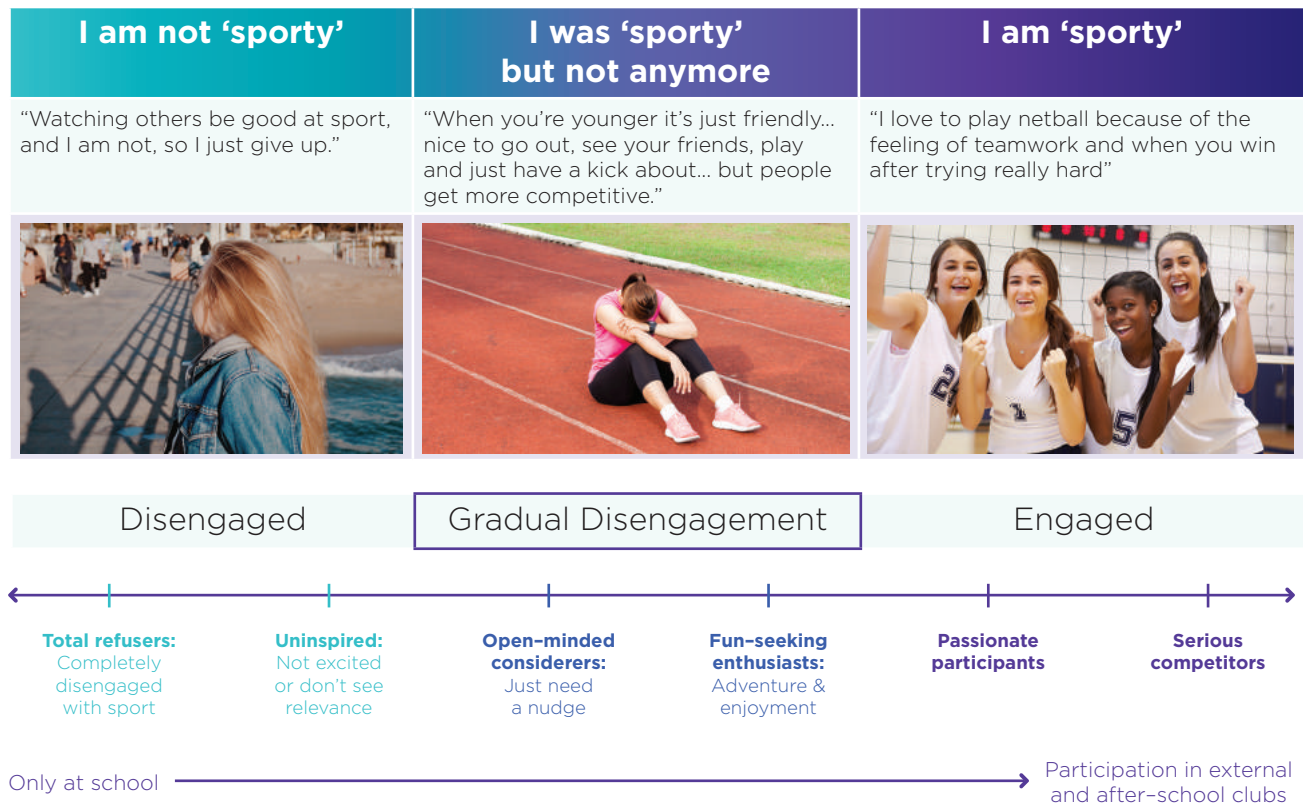 I am not ‘sporty’
I was ‘sporty’
but not anymore
I am ‘sporty’
“Watching others be good at sport,
and I am not, so I just give up.”
“When you’re younger it’s just friendly...
nice to go out, see your friends, play
and just have a kick about... but people
get more competitive.”
“I love to play netball because of the
feeling of teamwork and when you win
after trying really hard”
24
1
15
Disengaged
Gradual Disengagement
Engaged
Total refusers:
Completely
disengaged
with sport
Uninspired:
Not excited
or don’t see
relevance
Open–minded
considerers:
Just need
a nudge
Fun–seeking
enthusiasts:
Adventure &
enjoyment
Passionate
participants
Serious
competitors
Only at school
Participation in external
and after–school clubs